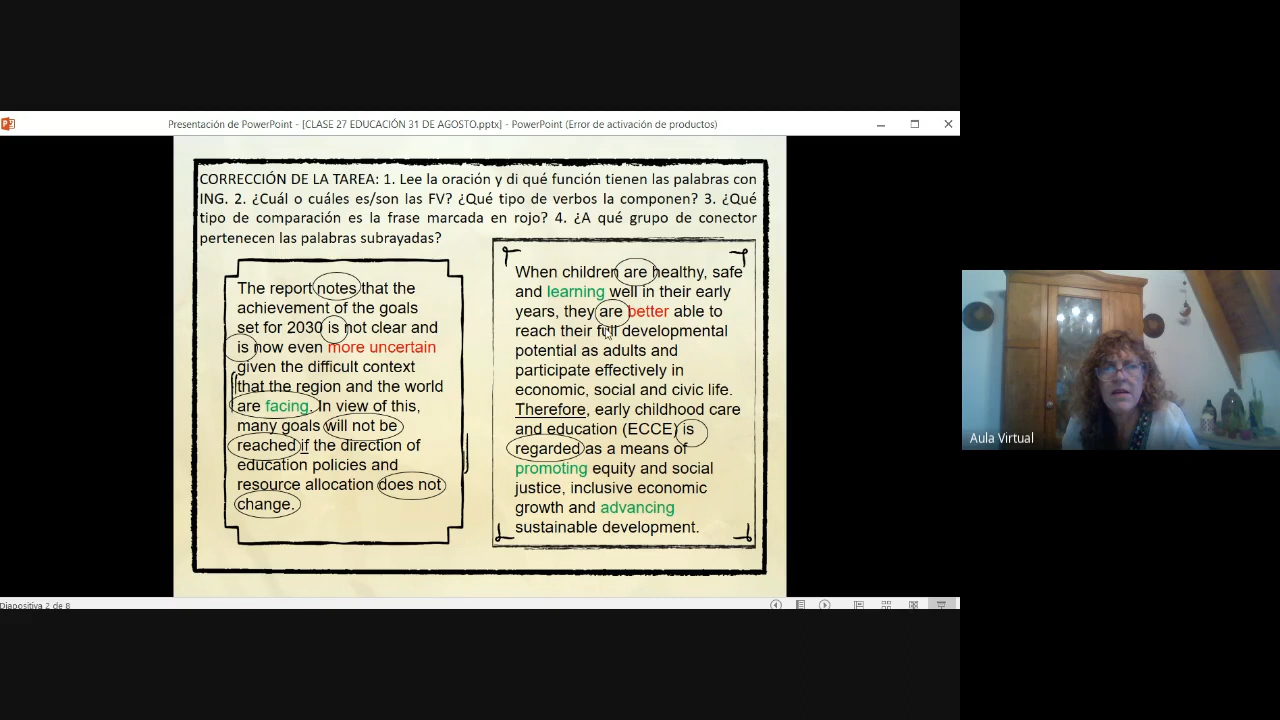 Presentación de PowerPoint - [CLASE 27 EDUCACIÓN 31 DE AGOSTO.pptx] - PowerPoint (Error de activación de productos)
CORRECCIÓN DE LA TAREA: 1. Lee la oración y di qué función tienen las palabras con
ING. 2. ¿Cuál o cuáles es/son las FV? ¿Qué tipo de verbos la componen? 3. ¿Qué
tipo de comparación es la frase marcada en rojo? 4. ¿A qué grupo de conector
pertenecen las palabras subrayadas?
The report notes that the
achievement of the goals
set for 2030 is not clear and
is now even more uncertain
given the difficult context
that the region and the world
are facing. In view of this,
many goals will not be
reached if the direction of
education policies and
resource allocation does not
change.
When children are healthy, safe
and learning well in their early
years, they are better able to
reach their full developmental
potential as adults and
participate effectively in
economic, social and civic life.
Therefore, early childhood care
and education (ECCE) is
regarded as a means of
promoting equity and social
justice, inclusive economic
growth and advancing
sustainable development.
Diapositiva 2 de 8
Aula Virtual